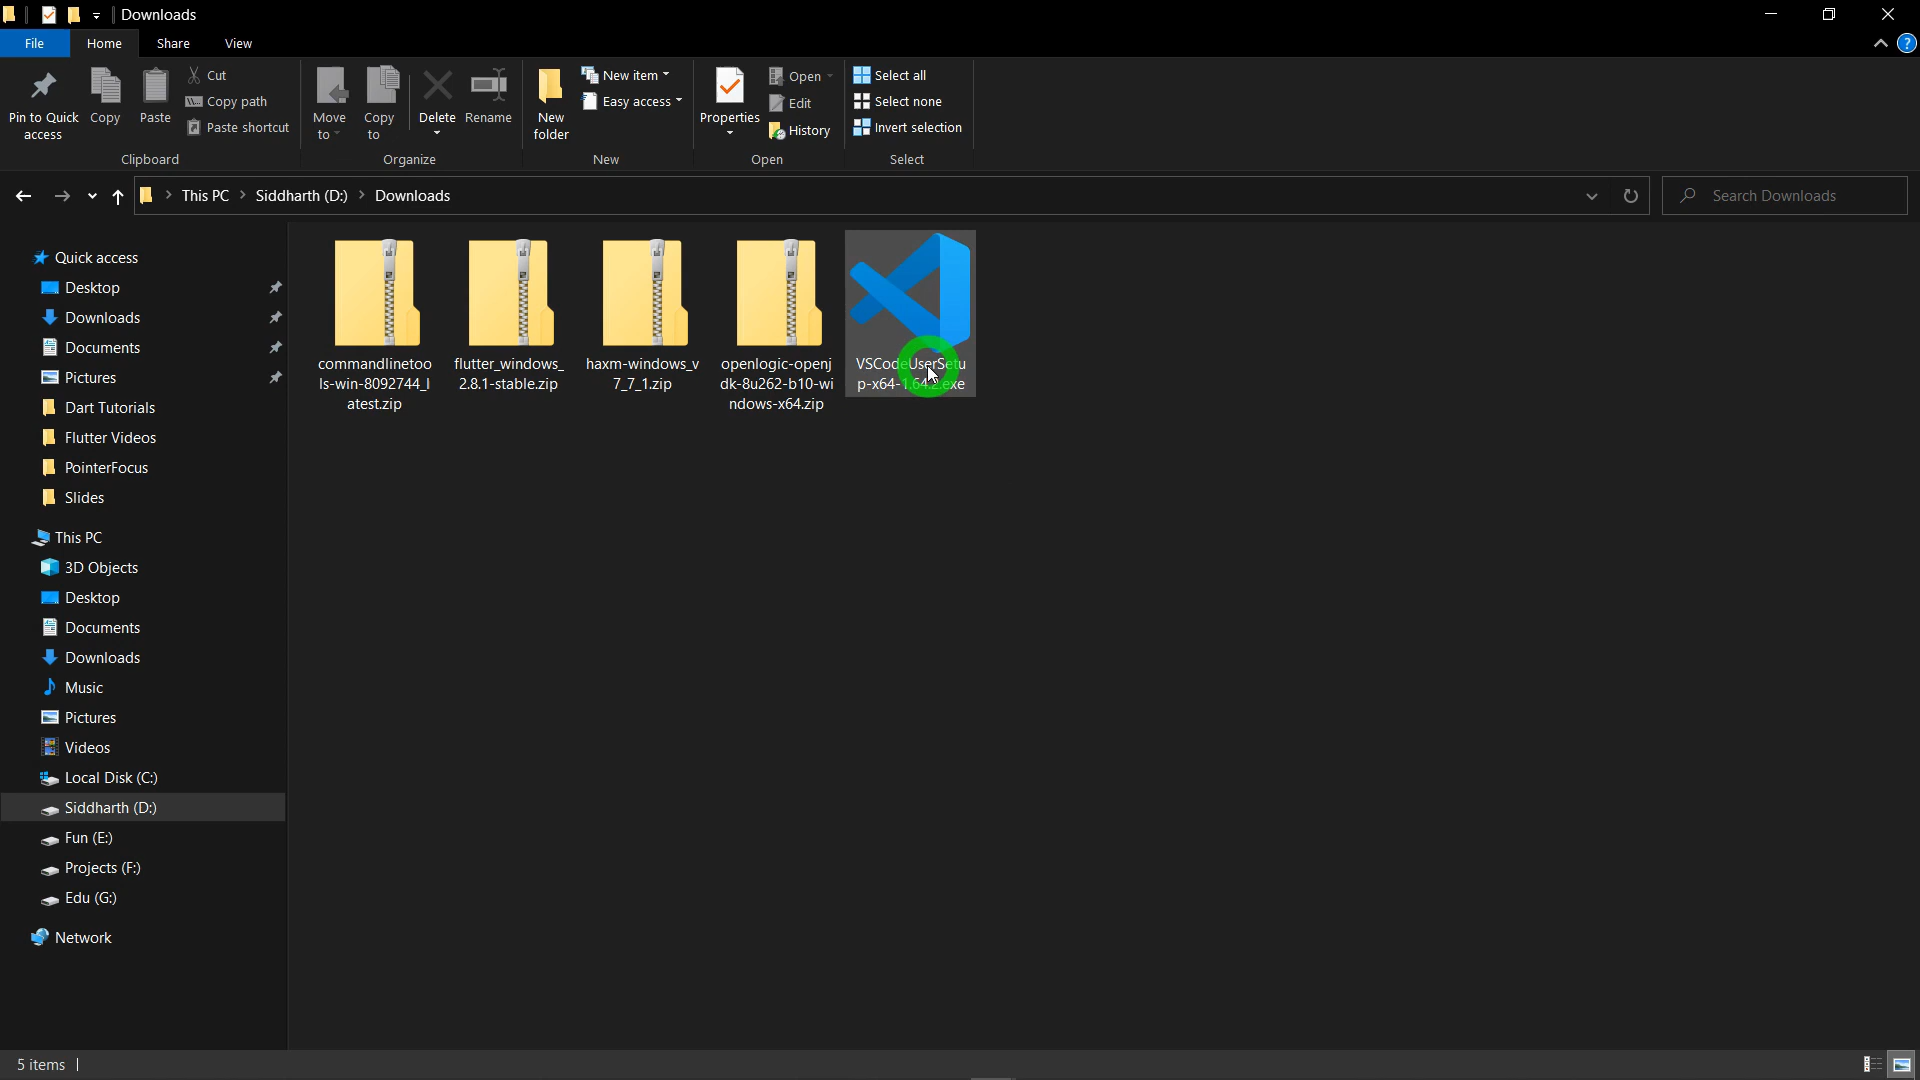 Downloads
File
Home
Share
View
Pin to Quick
access
Copy
Paste
Cut
Copy path
Paste shortcut
Clipboard
Move
to
Copy
to
Delete
Rename
Organize
New
folder
New item
Easy access
New
Properties
Open
Edit
History
Open
Select all
Select none
Invert selection
Select
This PC
Siddharth (D:)
Downloads
Search Downloads
Quick access
Desktop
Downloads
Documents
Pictures
Dart Tutorials
Flutter Videos
PointerFocus
Slides
This PC
3D Objects
Desktop
Documents
Downloads
Music
Pictures
Videos
Local Disk (C:)
Siddharth (D:)
Fun (E:)
Projects (F:)
Edu (G:)
Network
commandlinetoo
ls-win-8092744_l
atest.zip
flutter_windows_
2.8.1-stable.zip
haxm-windows_v
7_7_1.zip
openlogic-openj
dk-8u262-b10-wi
ndows-x64.zip
VSCodeUserSetu
p-x64-1.64.2.exe
5 items